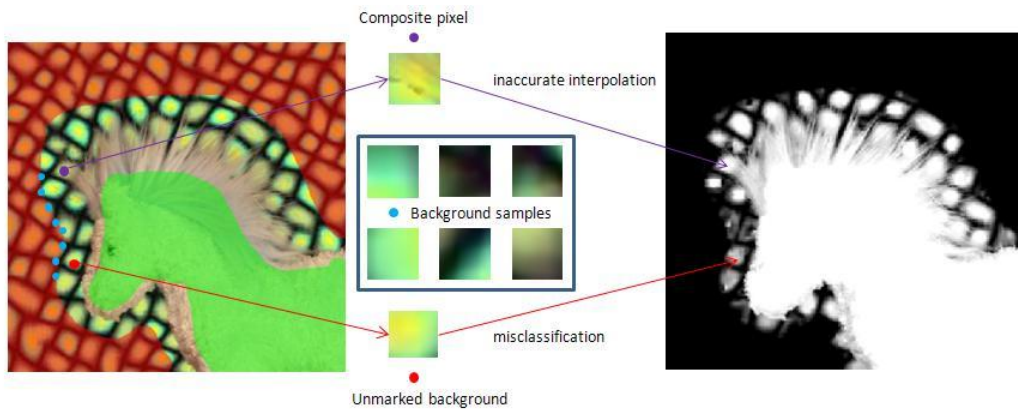 Composite pixel
inaccurate interpolation
Background samples
misclassification
Unmarked background